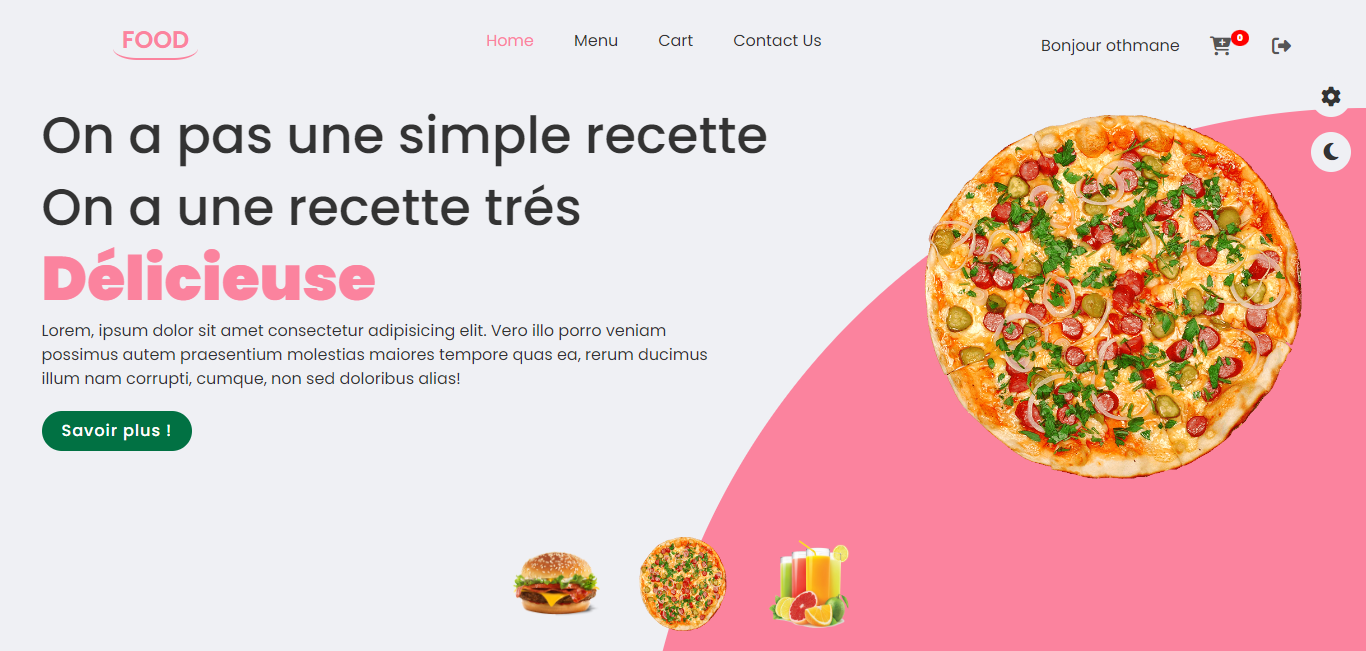 FOOD
Home
Menu
Cart
Contact Us
Bonjour othmane
0
On a pas une simple recette
On a une recette trés
Délicieuse
Lorem, ipsum dolor sit amet consectetur adipisicing elit. Vero illo porro veniam
possimus autem praesentium molestias maiores tempore quas ea, rerum ducimus
illum nam corrupti, cumque, non sed doloribus alias!
Savoir plus !